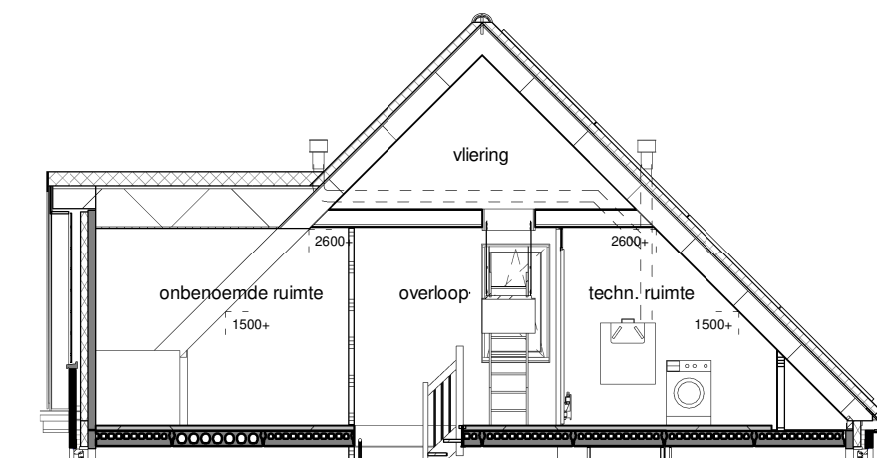 vliering
2600+
2600+
onbenoemde ruimte
overloop
techn. ruimte
1500+
1500+